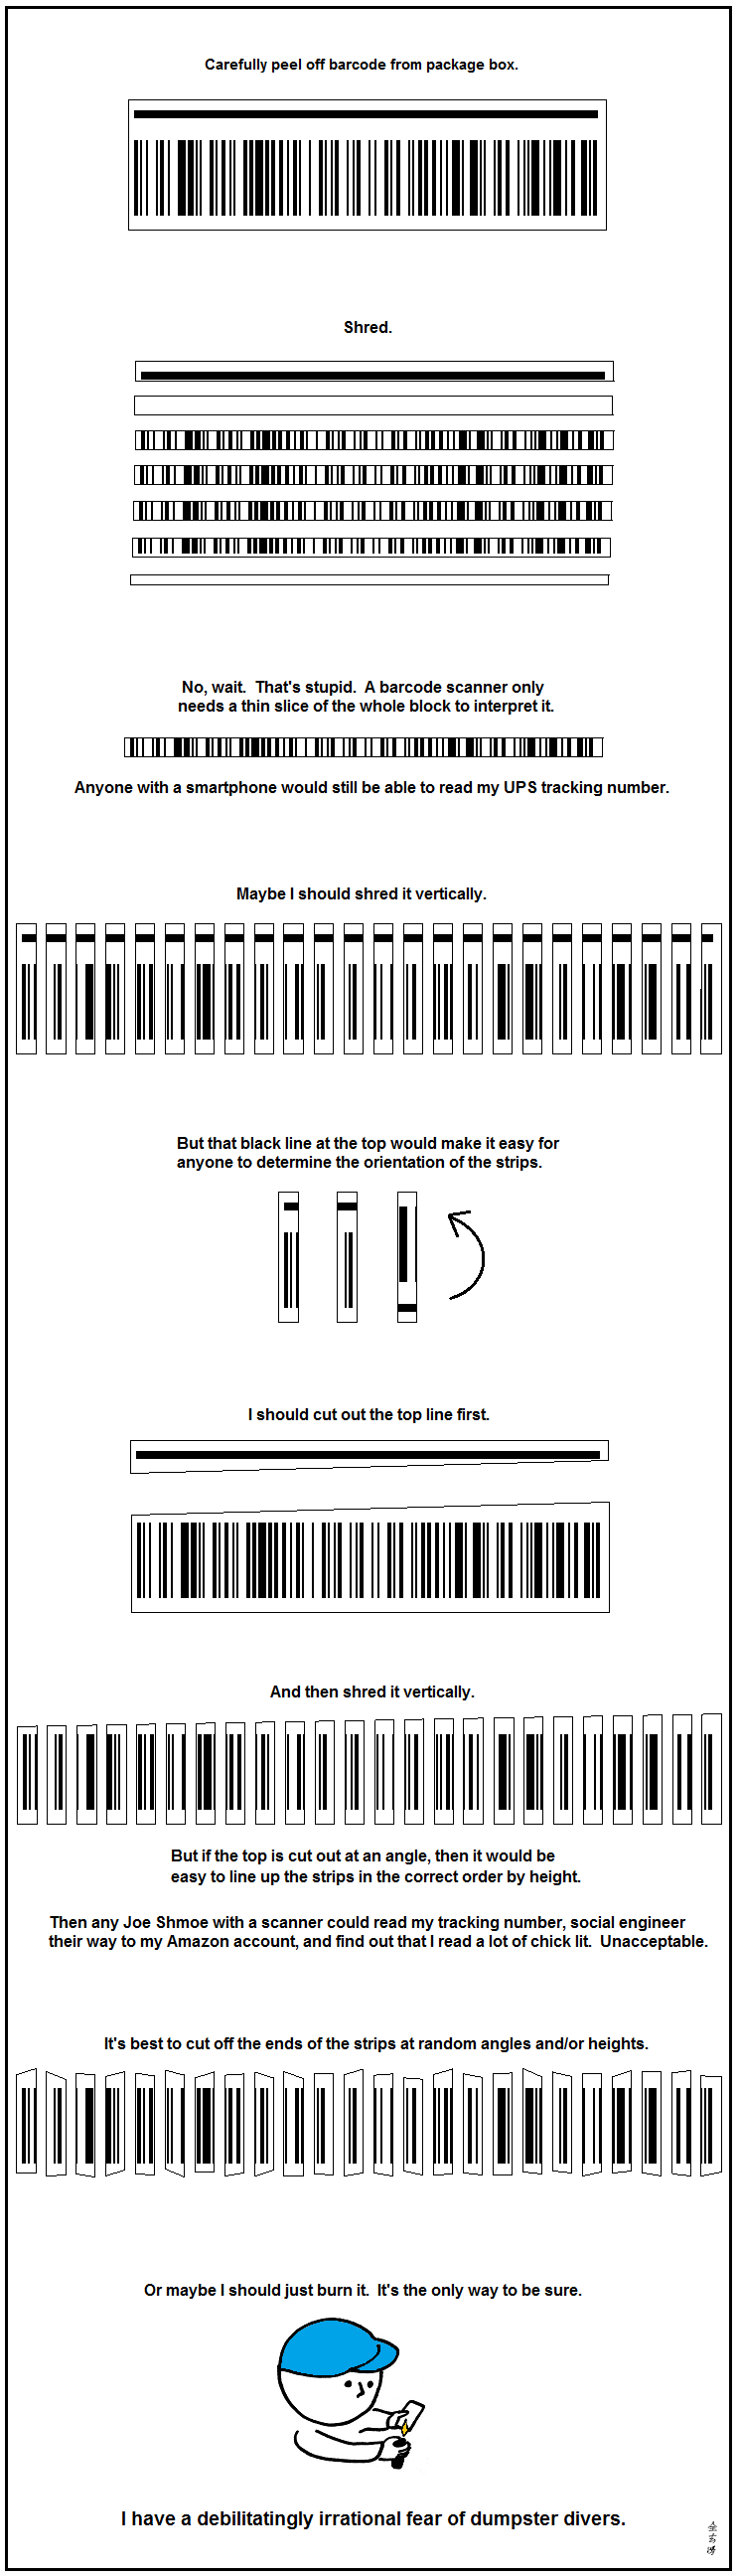 Carefully peel off barcode from package box.
Shred.
No, wait.  That's stupid.  A barcode scanner only
needs a thin slice of the whole block to interpret it.
Anyone with a smartphone would still be able to read my UPS tracking number.
Maybe I should shred it vertically.
But that black line at the top would make it easy for
anyone to determine the orientation of the strips.
I should cut out the top line first.
And then shred it vertically.
But if the top is cut out at an angle, then it would be
easy to line up the strips in the correct order by height.
Then any Joe Shmoe with a scanner could read my tracking number, social engineer
their way to my Amazon account, and find out that I read a lot of chick lit.  Unacceptable.
It's best to cut off the ends of the strips at random angles and/or heights.
Or maybe I should just burn it.  It's the only way to be sure.
I have a debilitatingly irrational fear of dumpster divers.